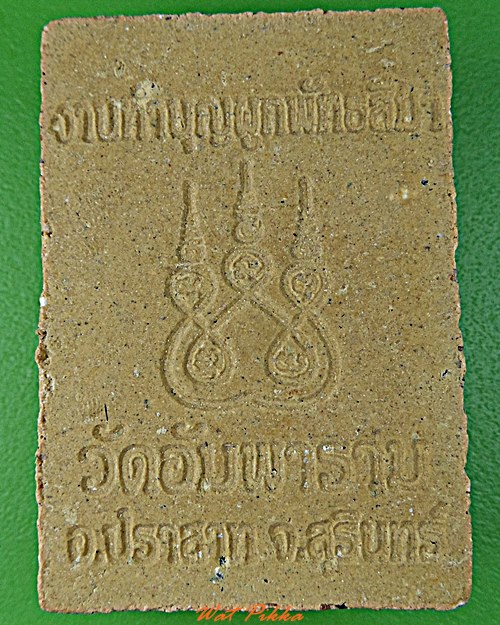 งานทำบุญผูกพัทธสีมา
วัดอัมพาราม
อ.ปราสาท จ.สุรินทร์
Wat Pikka